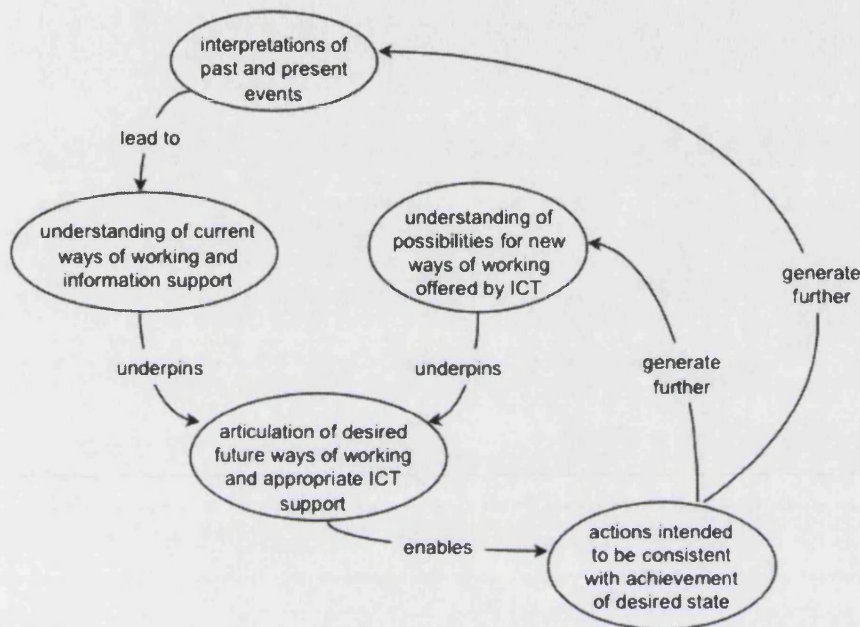 interpretations of
past and present
events
lead to
understanding of current
ways of working and
information support
understanding of
possibilities for new
ways of working
offered by ICT
generate
further
underpins
underpins
generate
further
articulation of desired
future ways of working
and appropriate ICT
support
enables
actions intended
to be consistent
with achievement
of desired state